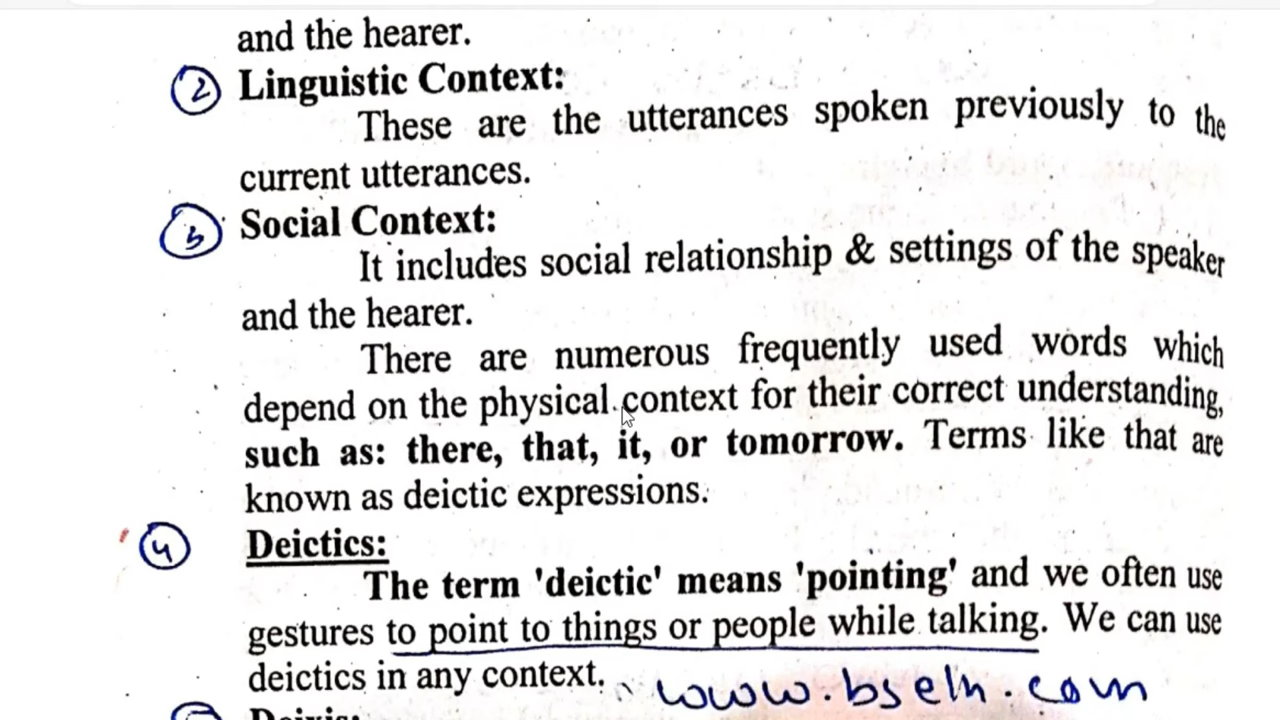 and the hearer.
2 Linguistic Context:
These are the utterances spoken previously to the
current utterances.
3 Social Context:
It includes social relationship & settings of the speaker
and the hearer.
There are numerous frequently used words which
depend on the physical context for their correct understanding,
such as: there, that, it, or tomorrow. Terms like that are
known as deictic expressions.
4 Deictics:
The term 'deictic' means 'pointing' and we often use
gestures to point to things or people while talking. We can use
deictics in any context.
www.bseln.com